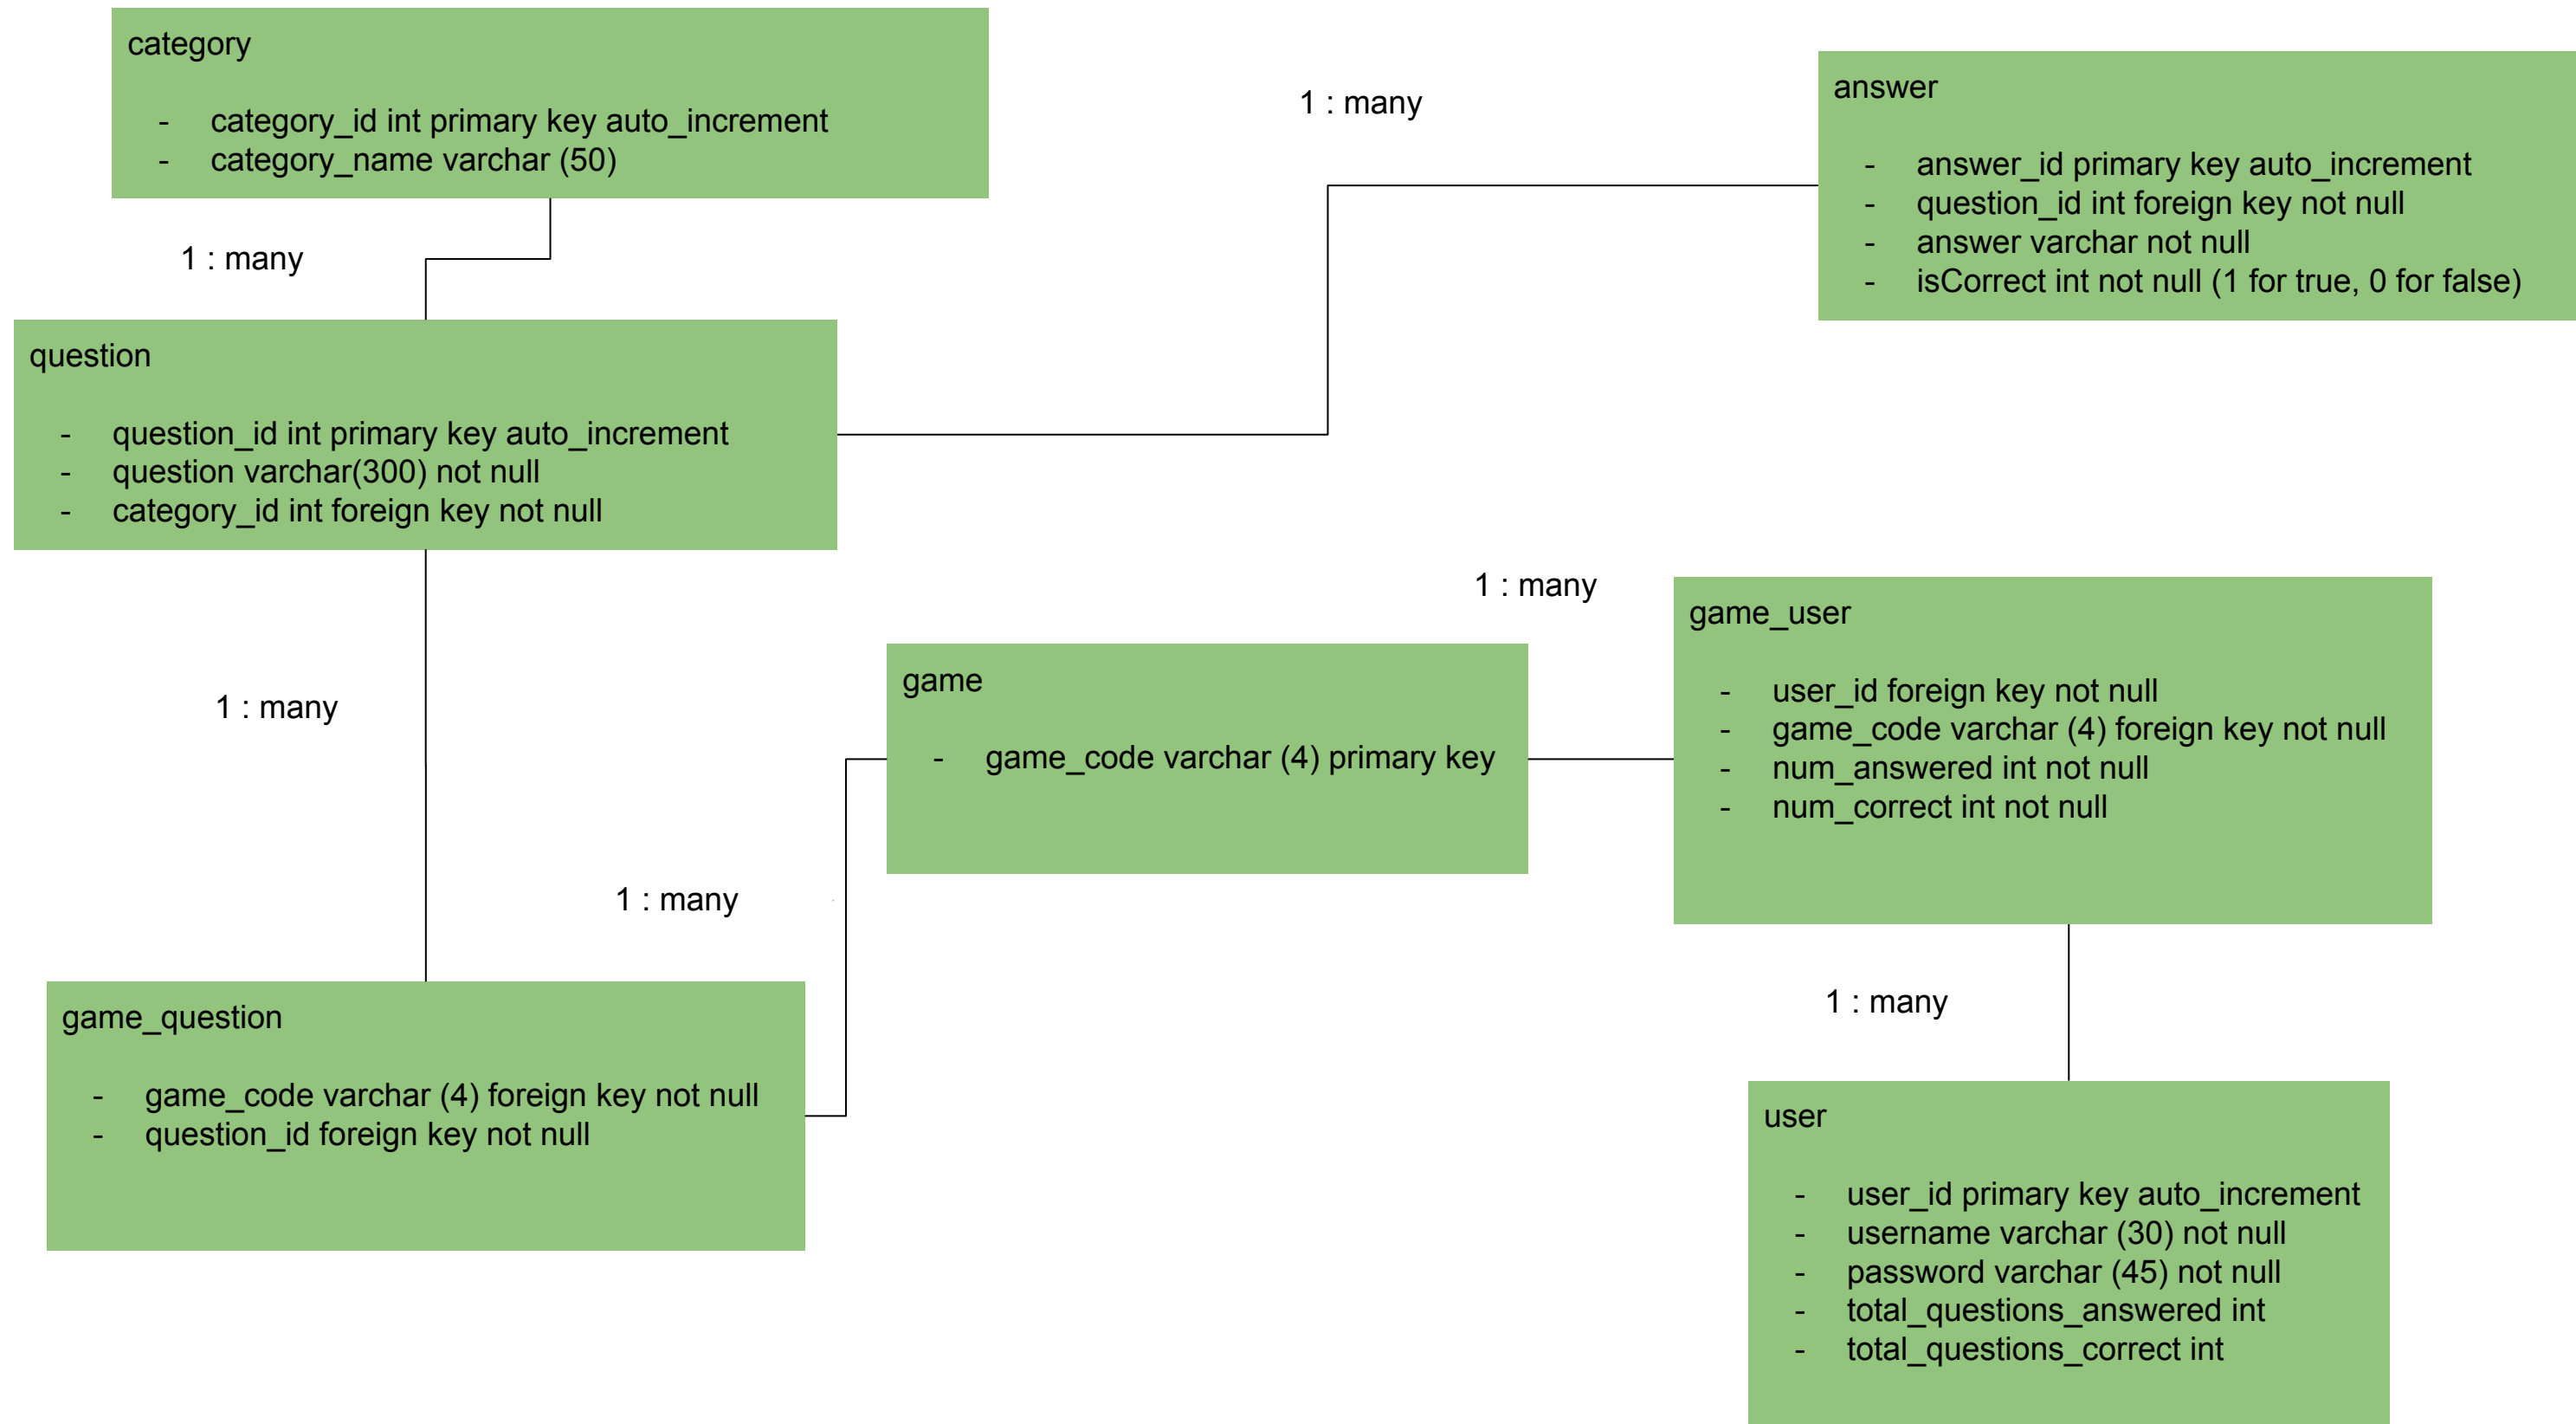 category
- category_id int primary key auto_increment
- category_name varchar (50)
1 : many
answer
- answer_id primary key auto_increment
- question_id int foreign key not null
- answer varchar not null
- isCorrect int not null (1 for true, 0 for false)
1 : many
question
- question_id int primary key auto_increment
- question varchar(300) not null
- category_id int foreign key not null
1 : many
game_user
- user_id foreign key not null
- game_code varchar (4) foreign key not null
- num_answered int not null
- num_correct int not null
game
- game_code varchar (4) primary key
1 : many
1 : many
game_question
- game_code varchar (4) foreign key not null
- question_id foreign key not null
1 : many
user
- user_id primary key auto_increment
- username varchar (30) not null
- password varchar (45) not null
- total_questions_answered int
- total_questions_correct int